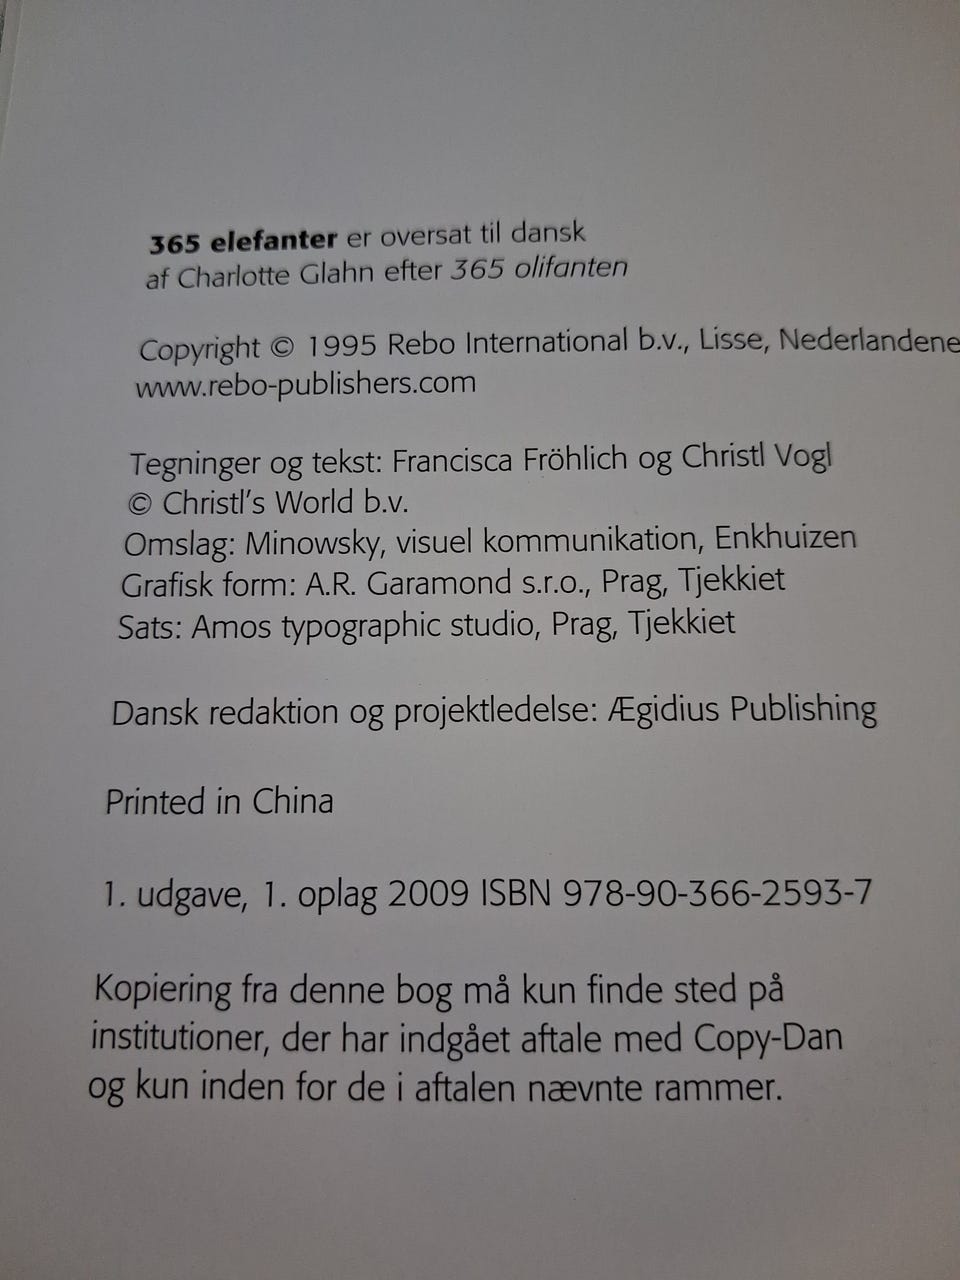 365 elefanter er oversat til dansk
af Charlotte Glahn efter 365 olifanten
Copyright © 1995 Rebo International b.v., Lisse, Nederlandene
www.rebo-publishers.com
Tegninger og tekst: Francisca Fröhlich og Christl Vogl
© Christl's World b.v.
Omslag: Minowsky, visuel kommunikation, Enkhuizen
Grafisk form: A.R. Garamond s.r.o., Prag, Tjekkiet
Sats: Amos typographic studio, Prag, Tjekkiet
Dansk redaktion og projektledelse: Ægidius Publishing
Printed in China
1. udgave, 1. oplag 2009 ISBN 978-90-366-2593-7
Kopiering fra denne bog må kun finde sted på
institutioner, der har indgået aftale med Copy-Dan
og kun inden for de i aftalen nævnte rammer.